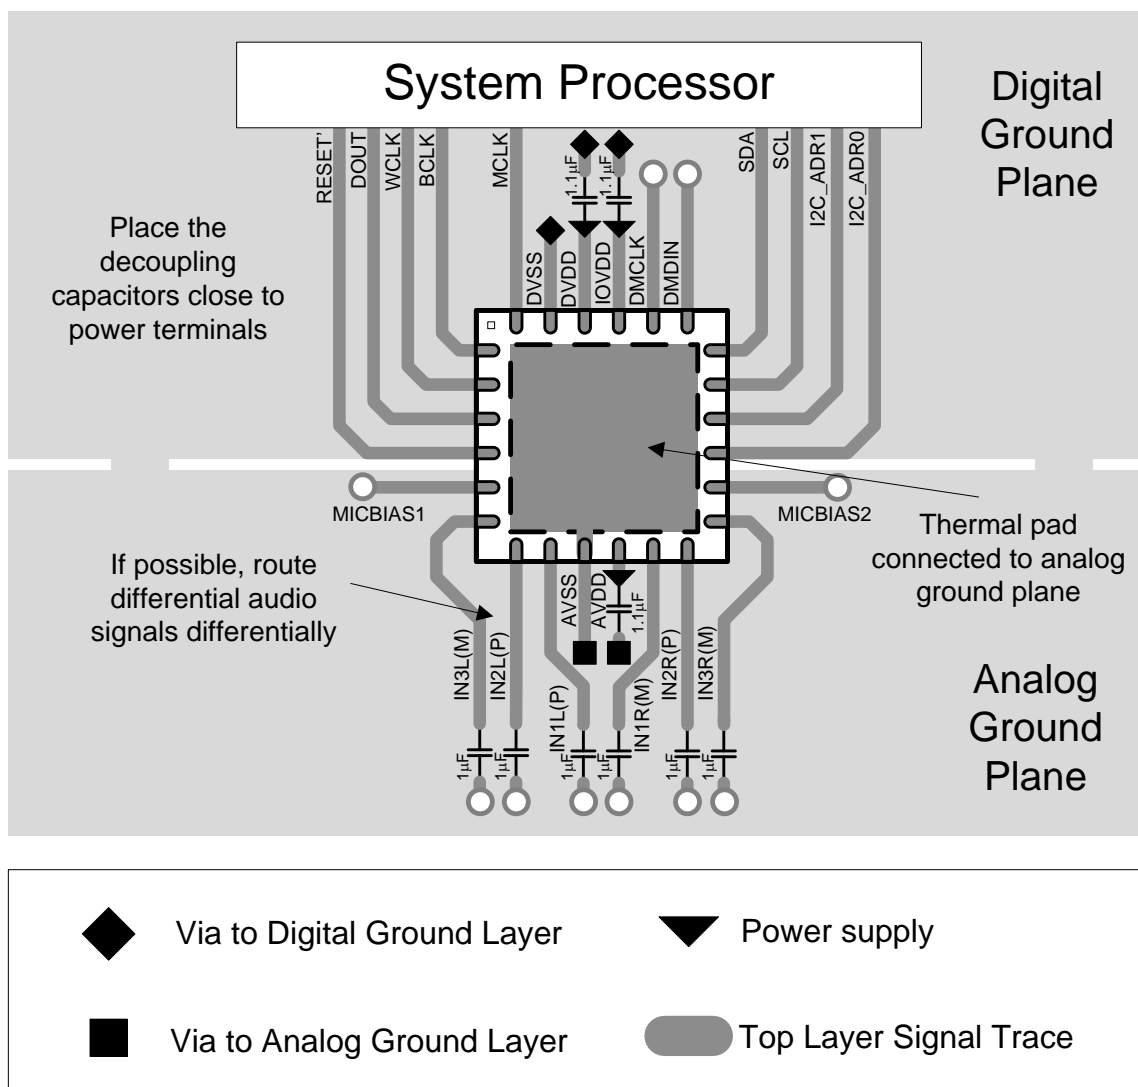 System Processor
Digital
Ground
Plane
RESET’
DOUT
WCLK
BCLK
MCLK
1.1µF
1.1µF
SDA
SCL
I2C_ADR1
I2C_ADR0
DVSS
DVDD
IOVDD
DMCLK
DMDIN
Place the
decoupling
capacitors close to
power terminals
MICBIAS1
MICBIAS2
If possible, route
differential audio
signals differentially
Thermal pad
connected to analog
ground plane
AVSS
AVDD
1.1µF
IN3L(M)
IN2L(P)
IN1L(P)
IN1R(M)
IN2R(P)
IN3R(M)
Analog
Ground
Plane
1µF
1µF
1µF
1µF
1µF
1µF
Via to Digital Ground Layer
Power supply
Via to Analog Ground Layer
Top Layer Signal Trace